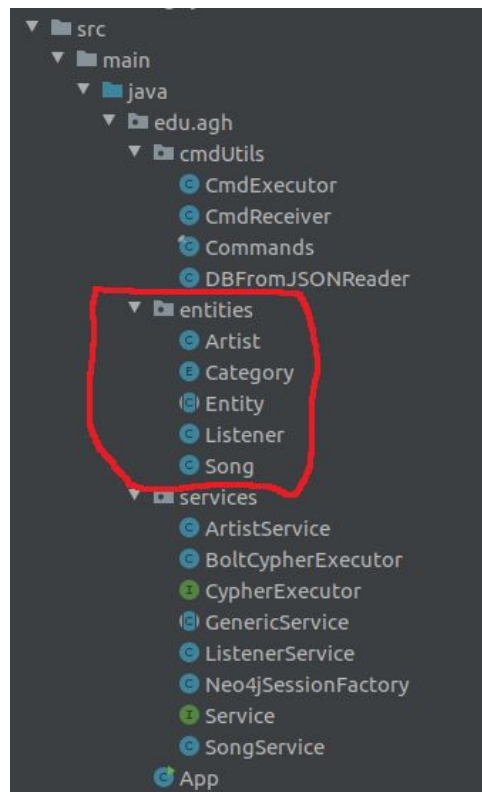 src
main
java
edu.agh
cmdUtils
CmdExecutor
CmdReceiver
Commands
DBFromJSONReader
entities
Artist
Category
Entity
Listener
Song
services
ArtistService
BoltCypherExecutor
CypherExecutor
GenericService
ListenerService
Neo4jSessionFactory
Service
SongService
App